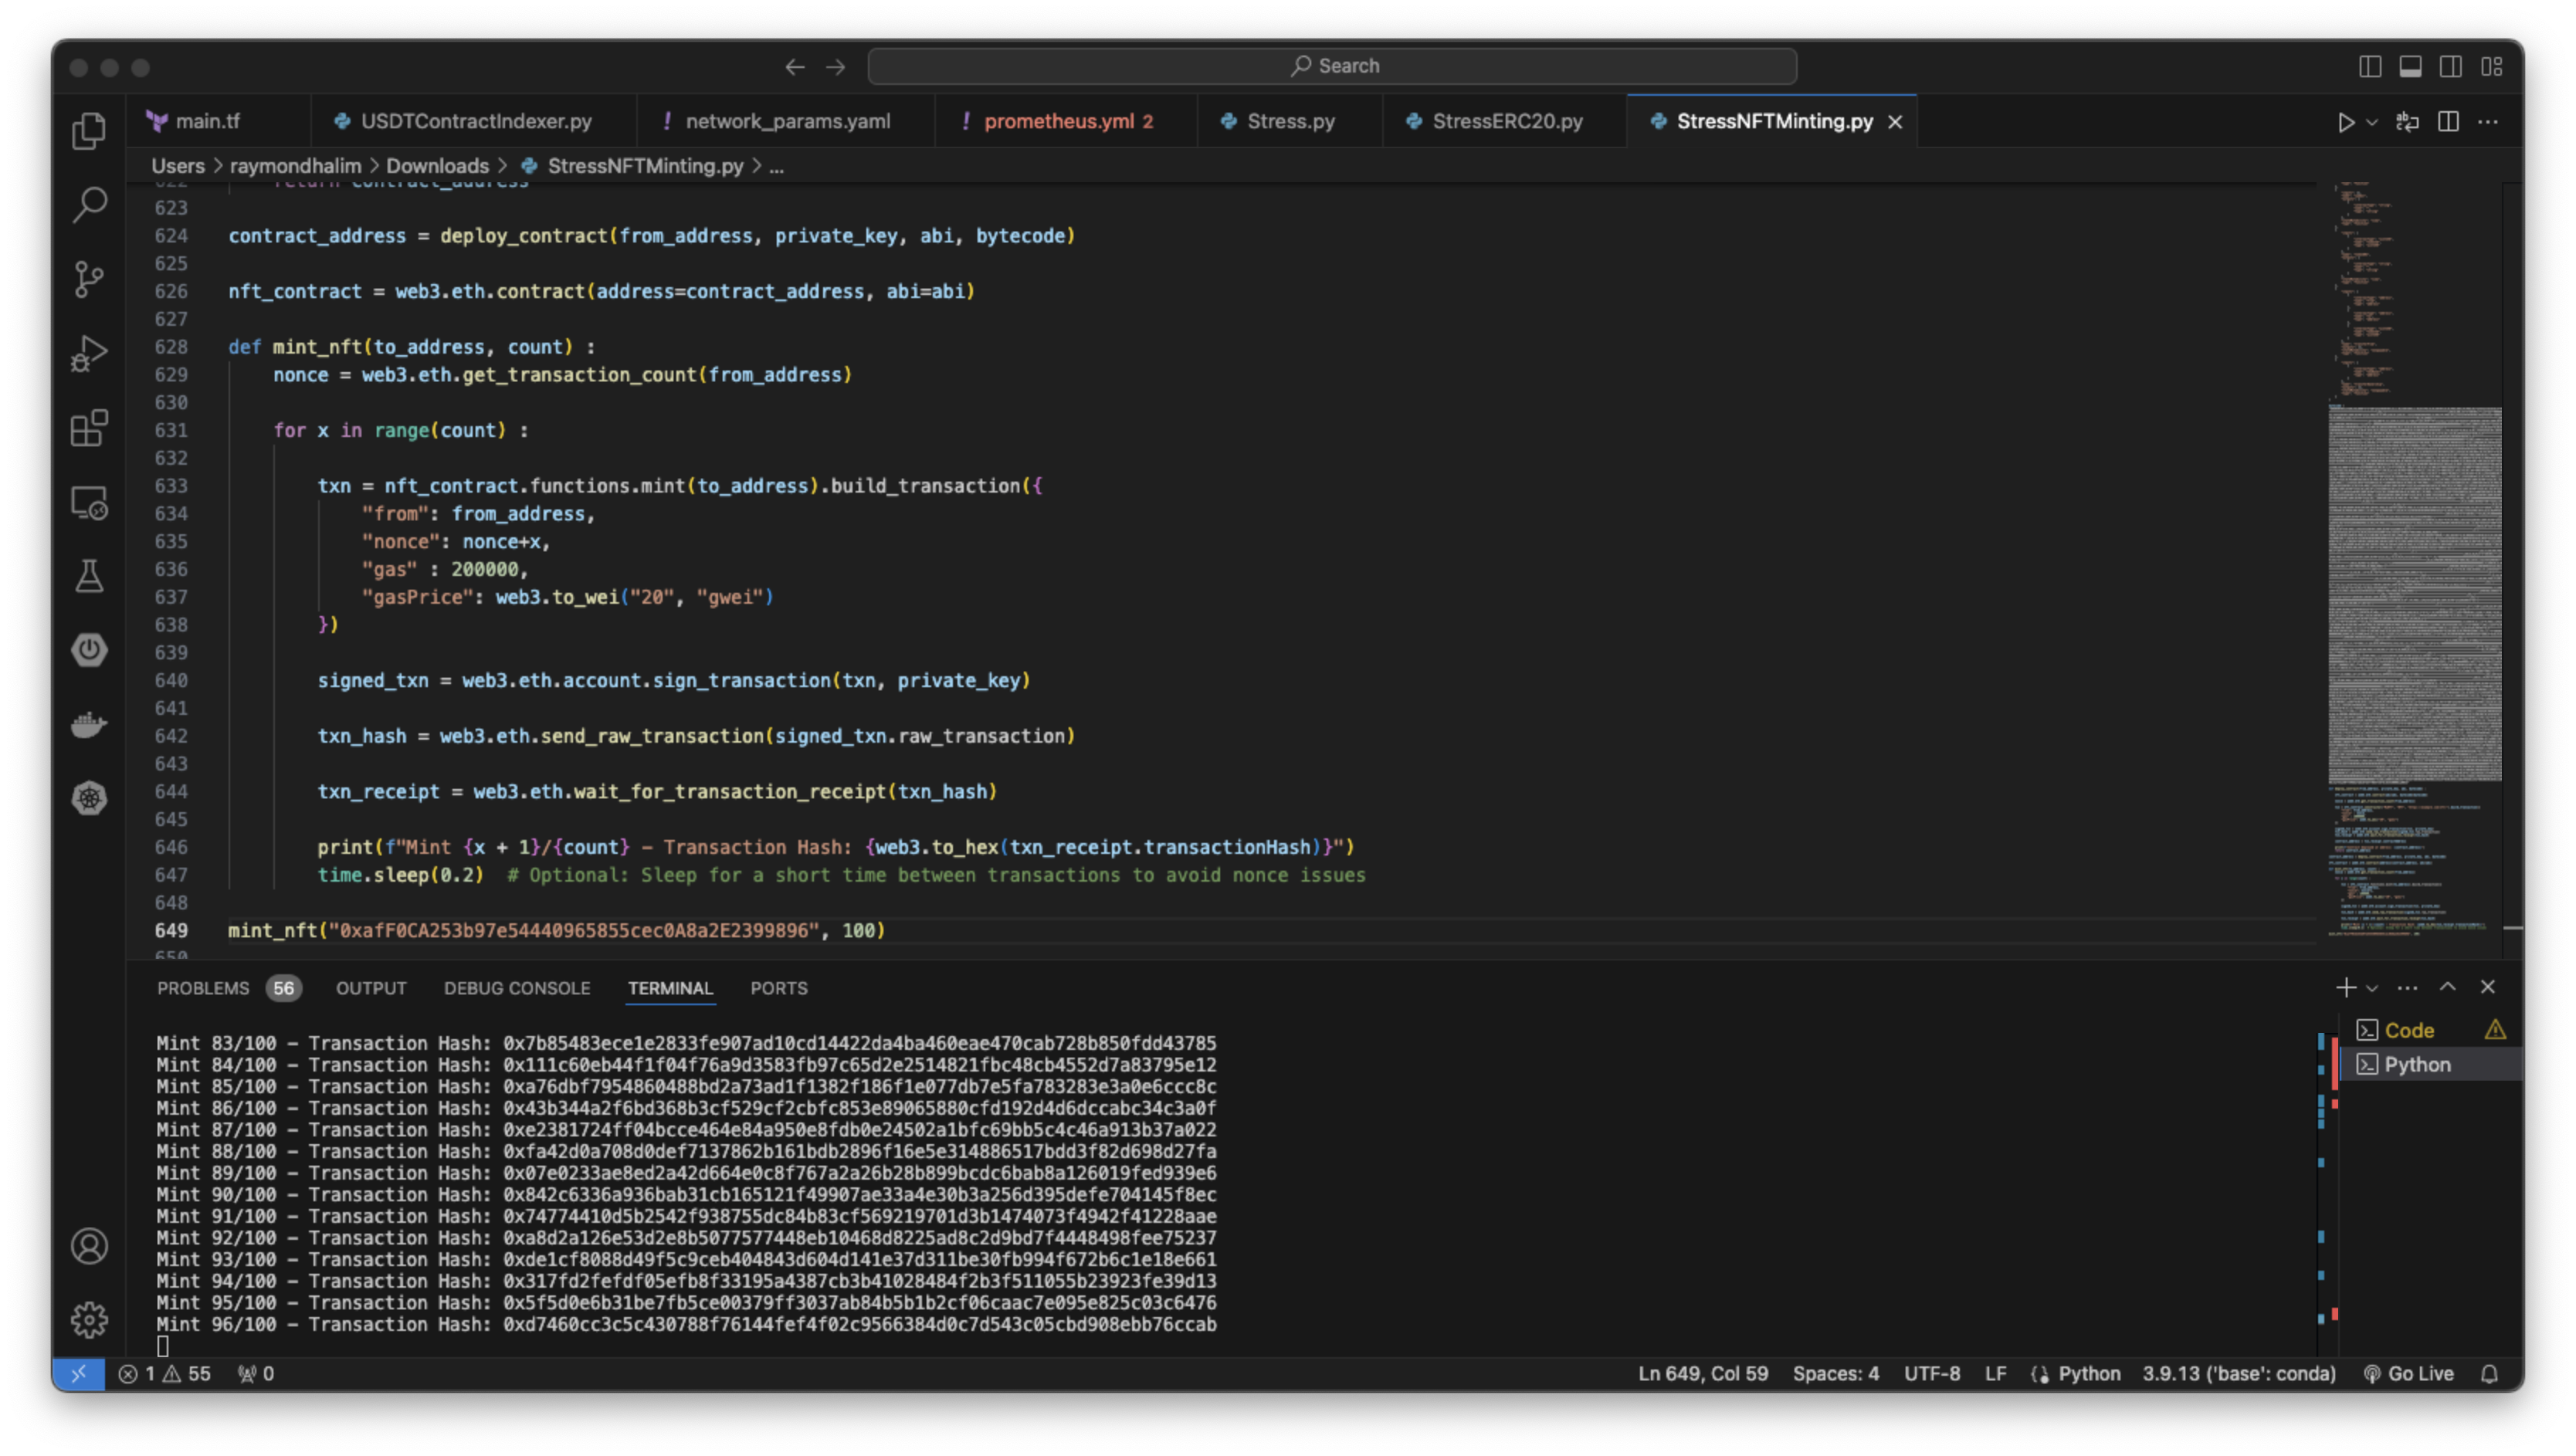 Search
main.tf
USDTContractIndexer.py
! network_params.yaml
! prometheus.yml 2
Stress.py
StressERC20.py
StressNFTMinting.py
Users > raymondhalim > Downloads > StressNFTMinting.py > ...
622 return contract_address
623
624 contract_address = deploy_contract(from_address, private_key, abi, bytecode)
625
626 nft_contract = web3.eth.contract(address=contract_address, abi=abi)
627
628 def mint_nft(to_address, count) :
629 nonce = web3.eth.get_transaction_count(from_address)
630
631 for x in range(count) :
632
633 txn = nft_contract.functions.mint(to_address).build_transaction({
634 "from": from_address,
635 "nonce": nonce+x,
636 "gas" : 200000,
637 "gasPrice": web3.to_wei("20", "gwei")
638 })
639
640 signed_txn = web3.eth.account.sign_transaction(txn, private_key)
641
642 txn_hash = web3.eth.send_raw_transaction(signed_txn.raw_transaction)
643
644 txn_receipt = web3.eth.wait_for_transaction_receipt(txn_hash)
645
646 print(f"Mint {x + 1}/{count} - Transaction Hash: {web3.to_hex(txn_receipt.transactionHash)}")
647 time.sleep(0.2) # Optional: Sleep for a short time between transactions to avoid nonce issues
648
649 mint_nft("0xafF0CA253b97e54440965855cec0A8a2E2399896", 100)
650
PROBLEMS 56 OUTPUT DEBUG CONSOLE TERMINAL PORTS
Mint 83/100 - Transaction Hash: 0x7b85483ece1e2833fe907ad10cd14422da4ba460eae470cab728b850fdd43785
Mint 84/100 - Transaction Hash: 0x111c60eb44f1f04f76a9d3583fb97c65d2e2514821fbc48cb4552d7a83795e12
Mint 85/100 - Transaction Hash: 0xa76dbf7954860488bd2a73ad1f1382f186f1e077db7e5fa783283e3a0e6ccc8c
Mint 86/100 - Transaction Hash: 0x43b344a2f6bd368b3cf529cf2cbfc853e89065880cfd192d4d6dccabc34c3a0f
Mint 87/100 - Transaction Hash: 0xe2381724ff04bcce464e84a950e8fdb0e24502a1bfc69bb5c4c46a913b37a022
Mint 88/100 - Transaction Hash: 0xfa42d0a708d0def7137862b161bdb2896f16e5e314886517bdd3f82d698d27fa
Mint 89/100 - Transaction Hash: 0x07e0233ae8ed2a42d664e0c8f767a2a26b28b899bcdc6bab8a126019fed939e6
Mint 90/100 - Transaction Hash: 0x842c6336a936bab31cb165121f49907ae33a4e30b3a256d395defe704145f8ec
Mint 91/100 - Transaction Hash: 0x74774410d5b2542f938755dc84b83cf569219701d3b1474073f4942f41228aae
Mint 92/100 - Transaction Hash: 0xa8d2a126e53d2e8b5077577448eb10468d8225ad8c2d9bd7f4448498fee75237
Mint 93/100 - Transaction Hash: 0xde1cf8088d49f5c9ceb404843d604d141e37d311be30fb994f672b6c1e18e661
Mint 94/100 - Transaction Hash: 0x317fd2fefdf05efb8f33195a4387cb3b41028484f2b3f511055b23923fe39d13
Mint 95/100 - Transaction Hash: 0x5f5d0e6b31be7fb5ce00379ff3037ab84b5b1b2cf06caac7e095e825c03c6476
Mint 96/100 - Transaction Hash: 0xd7460cc3c5c430788f76144fef4f02c9566384d0c7d543c05cbd908ebb76ccab
Code
Python
1 55 0
Ln 649, Col 59 Spaces: 4 UTF-8 LF Python 3.9.13 ('base': conda) Go Live